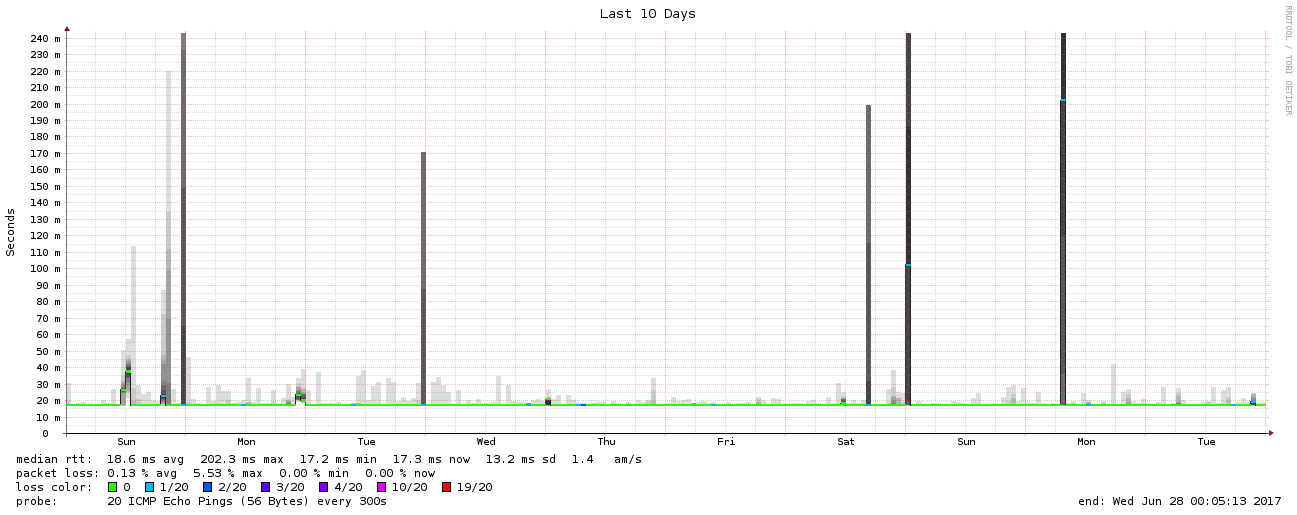 Last 10 Days
RRDTOOL / TOBI OETIKER
Seconds
240 m
230 m
220 m
210 m
200 m
190 m
180 m
170 m
160 m
150 m
140 m
130 m
120 m
110 m
100 m
90 m
80 m
70 m
60 m
50 m
40 m
30 m
20 m
10 m
0
Sun Mon Tue Wed Thu Fri Sat Sun Mon Tue
median rtt: 18.6 ms avg 202.3 ms max 17.2 ms min 17.3 ms now 13.2 ms sd 1.4 am/s
packet loss: 0.13 % avg 5.53 % max 0.00 % min 0.00 % now
loss color: 0 1/20 2/20 3/20 4/20 10/20 19/20
probe: 20 ICMP Echo Pings (56 Bytes) every 300s end: Wed Jun 28 00:05:13 2017